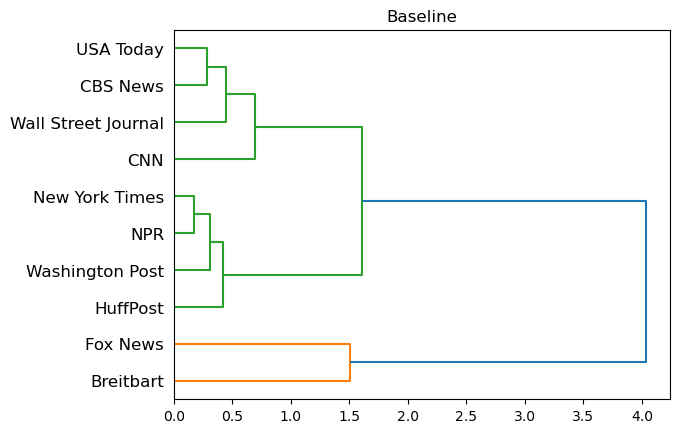 Baseline
USA Today
CBS News
Wall Street Journal
CNN
New York Times
NPR
Washington Post
HuffPost
Fox News
Breitbart
0.0 0.5 1.0 1.5 2.0 2.5 3.0 3.5 4.0